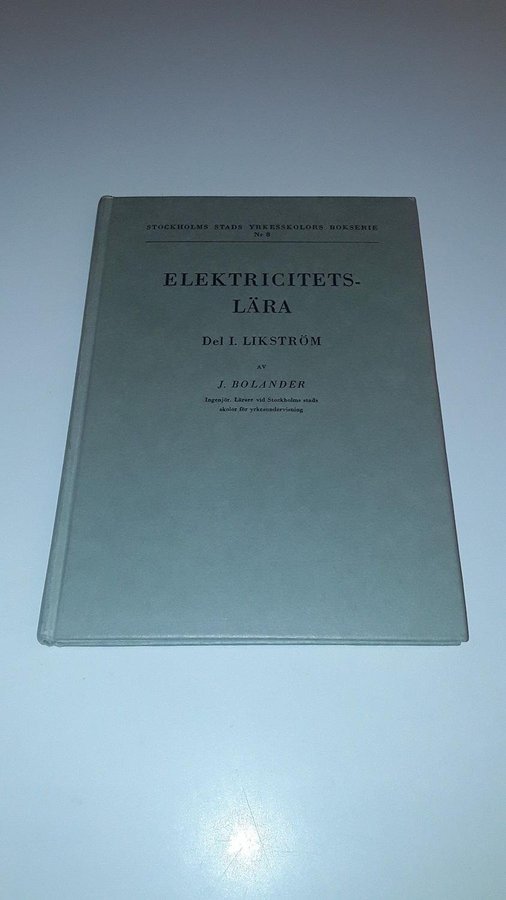 STOCKHOLMS STADS YRKESSKOLORS BOKSERIE
Nr 8
ELEKTRICITETS-
LÄRA
Del I. LIKSTRÖM
AV
J. BOLANDER
Ingenjör. Lärare vid Stockholms stads
skolor för yrkesundervisning